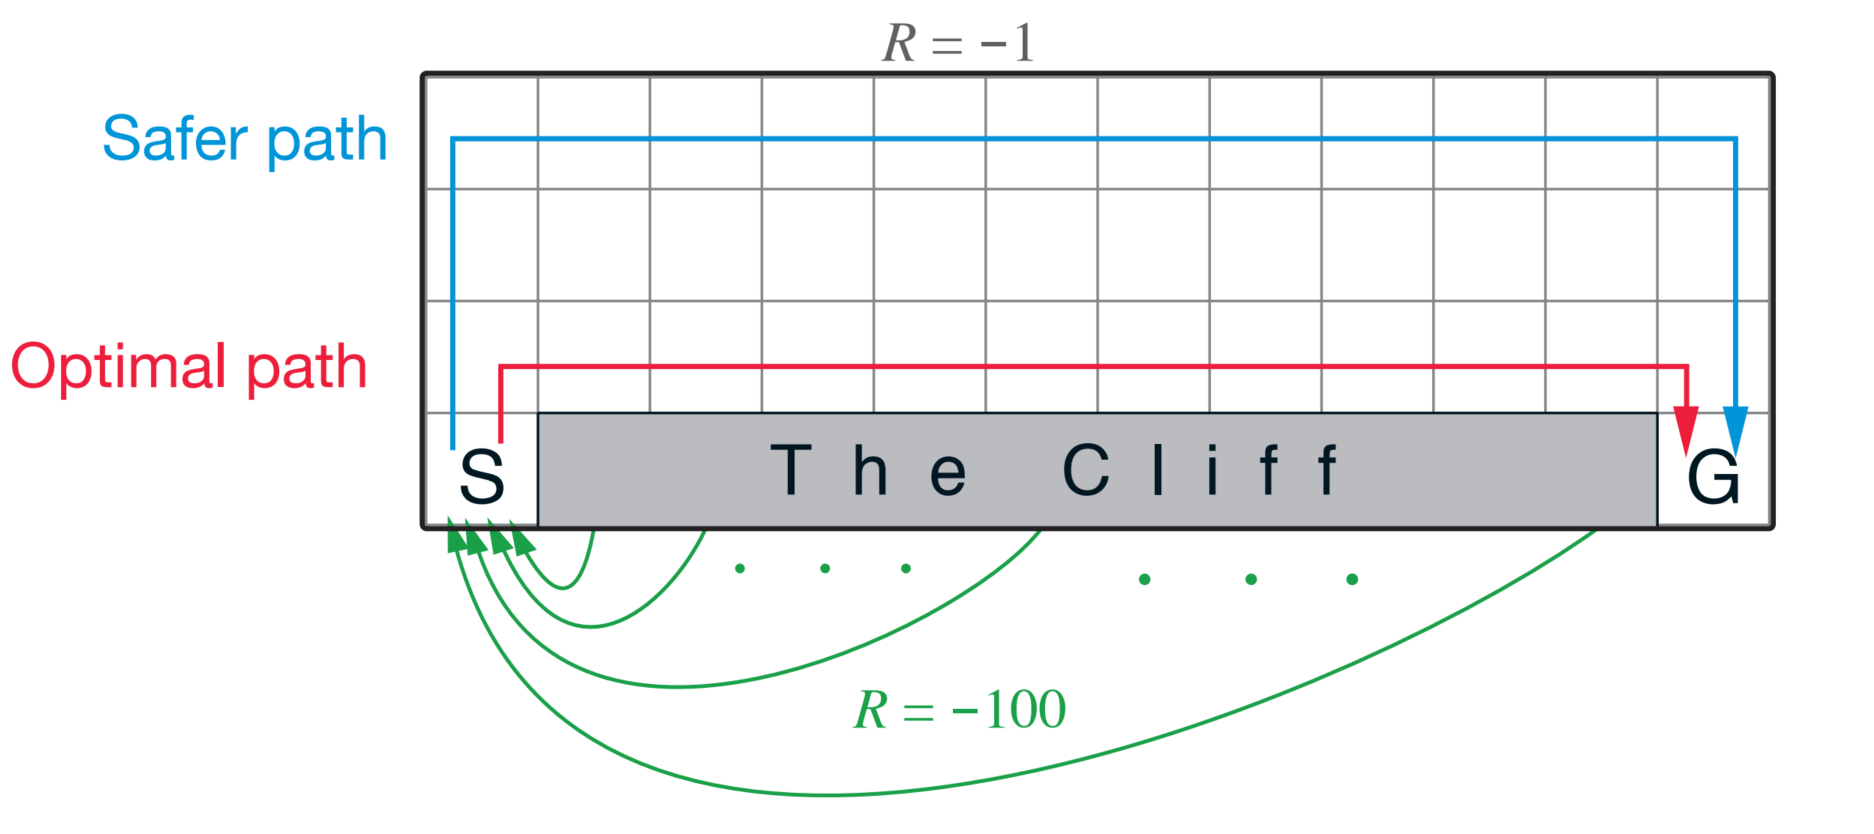 R = −1
Safer path
Optimal path
S
The Cliff
G
R = −100